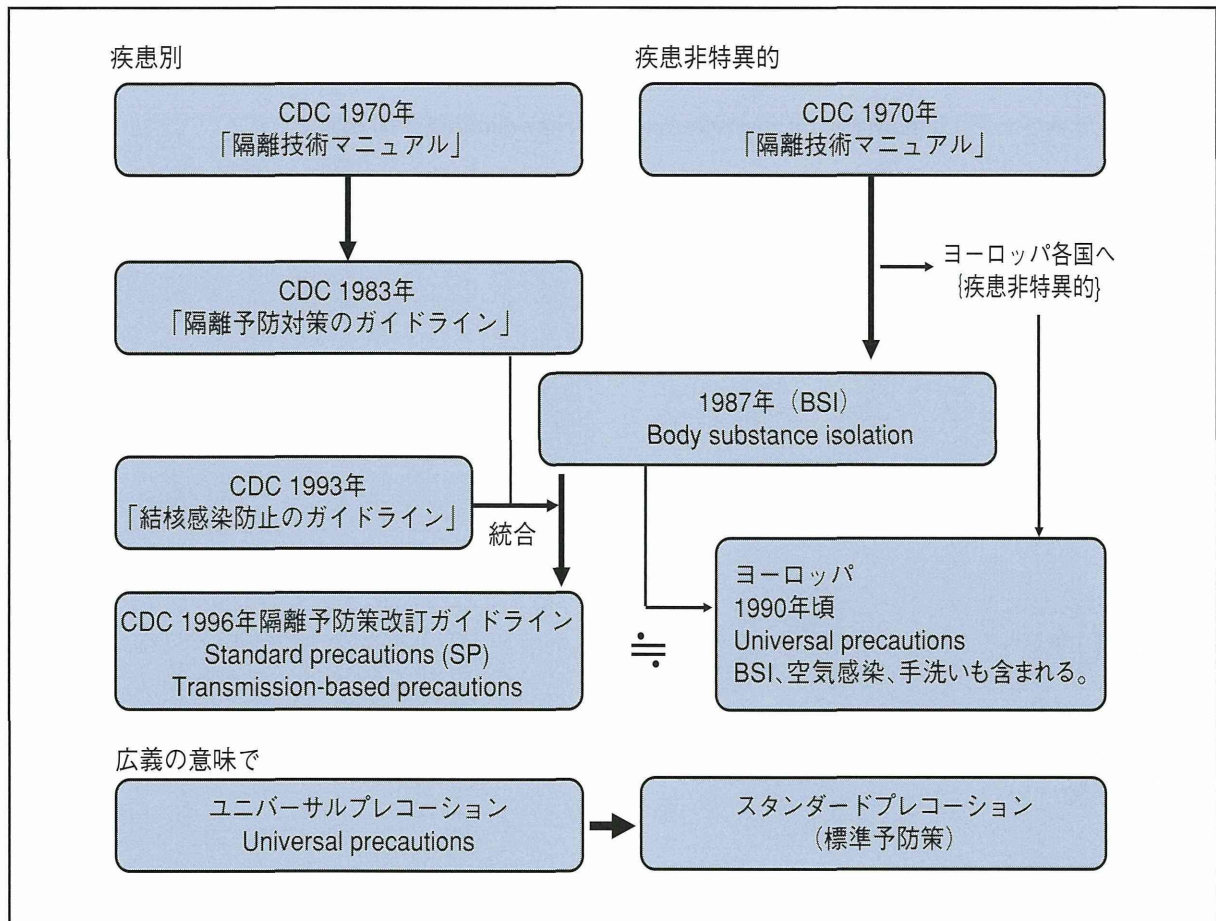 疾患別
CDC 1970年
「隔離技術マニュアル」
疾患非特異的
CDC 1970年
「隔離技術マニュアル」
ヨーロッパ各国へ
{疾患非特異的}
CDC 1983年
「隔離予防対策のガイドライン」
1987年（BSI）
Body substance isolation
CDC 1993年
「結核感染防止のガイドライン」
統合
CDC 1996年隔離予防策改訂ガイドライン
Standard precautions (SP)
Transmission-based precautions
≒
ヨーロッパ
1990年頃
Universal precautions
BSI、空気感染、手洗いも含まれる。
広義の意味で
ユニバーサルプレコーション
Universal precautions
スタンダードプレコーション
（標準予防策）